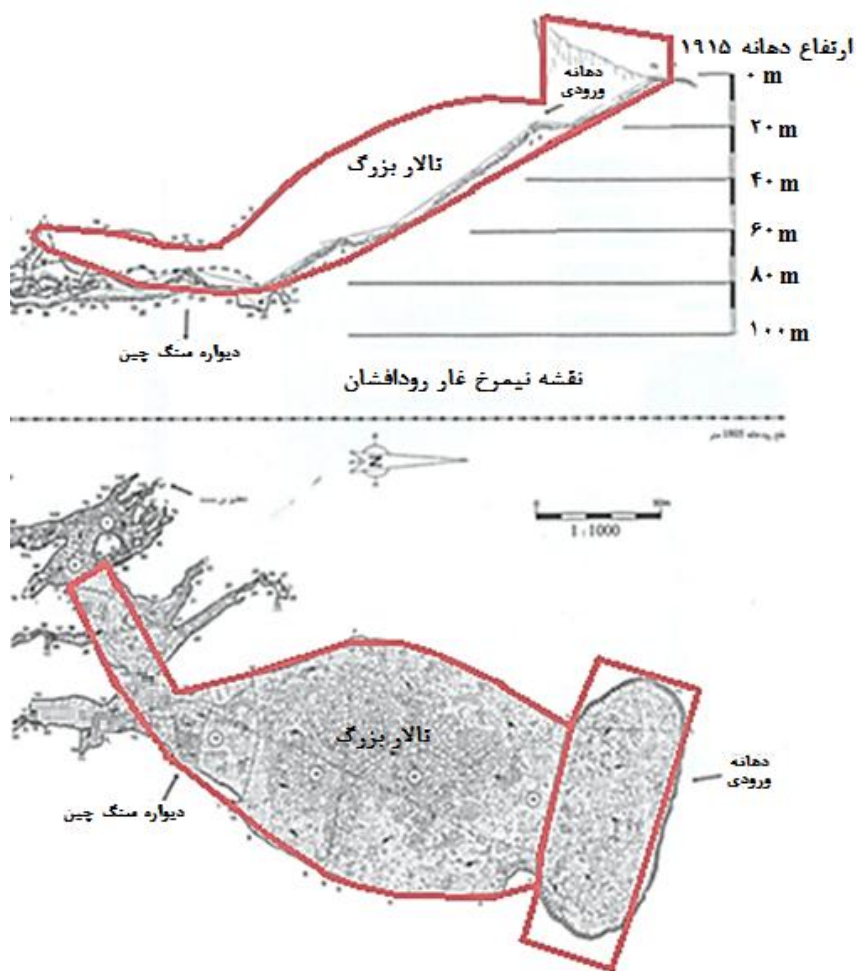 ارتفاع دهانه ۱۹۱۵
۰ m
دهانه
ورودی
۲۰ m
تالار بزرگ
۴۰ m
۶۰ m
۸۰ m
دیواره سنگ چین
۱۰۰ m
نقشه نیمرخ غار رودافشان
N
1:1000
تالار بزرگ
دهانه
ورودی
دیواره سنگ چین